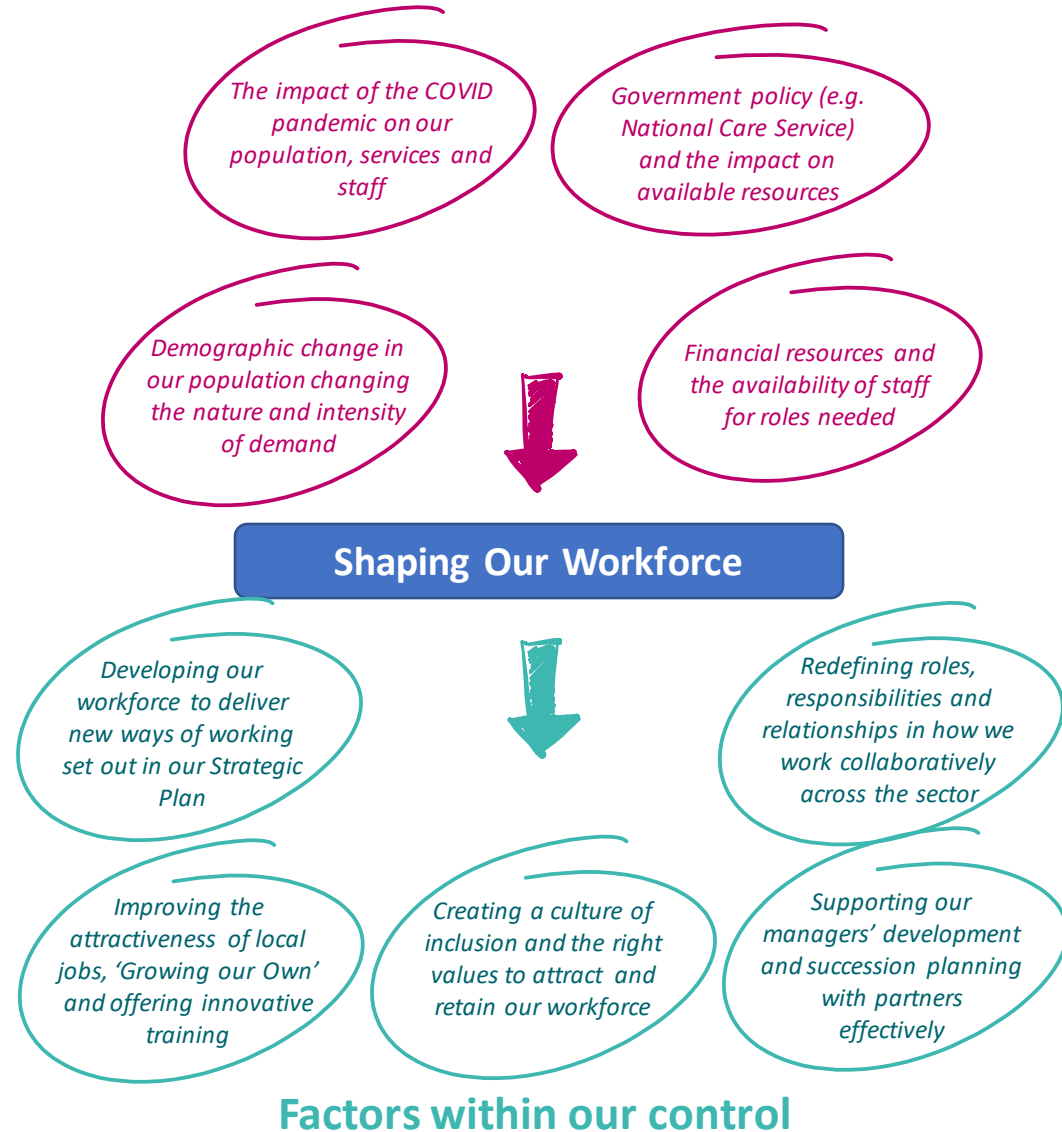 The impact of the COVID
pandemic on our
population, services and
staff
Government policy (e.g.
National Care Service)
and the impact on
available resources
Demographic change in
our population changing
the nature and intensity
of demand
Financial resources and
the availability of staff
for roles needed
Shaping Our Workforce
Developing our
workforce to deliver
new ways of working
set out in our Strategic
Plan
Redefining roles,
responsibilities and
relationships in how we
work collaboratively
across the sector
Improving the
attractiveness of local
jobs, ‘Growing our Own’
and offering innovative
training
Creating a culture of
inclusion and the right
values to attract and
retain our workforce
Supporting our
managers’ development
and succession planning
with partners
effectively
Factors within our control